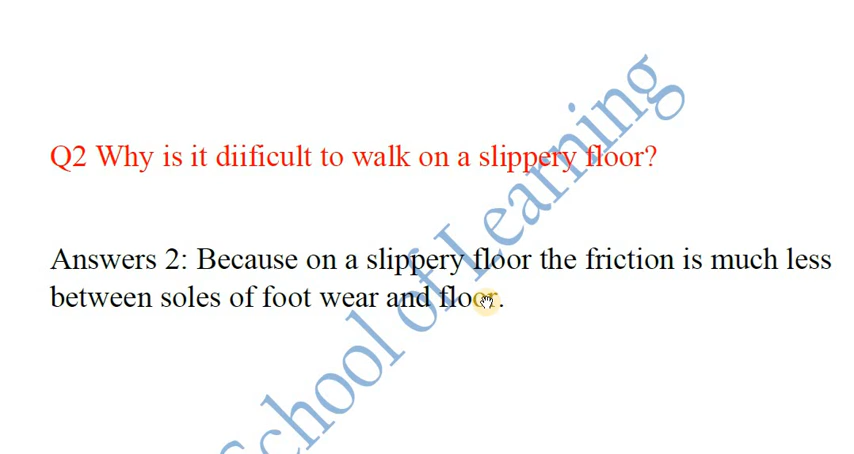 Q2 Why is it diificult to walk on a slippery floor?
Answers 2: Because on a slippery floor the friction is much less
between soles of foot wear and floor.
School of Learning